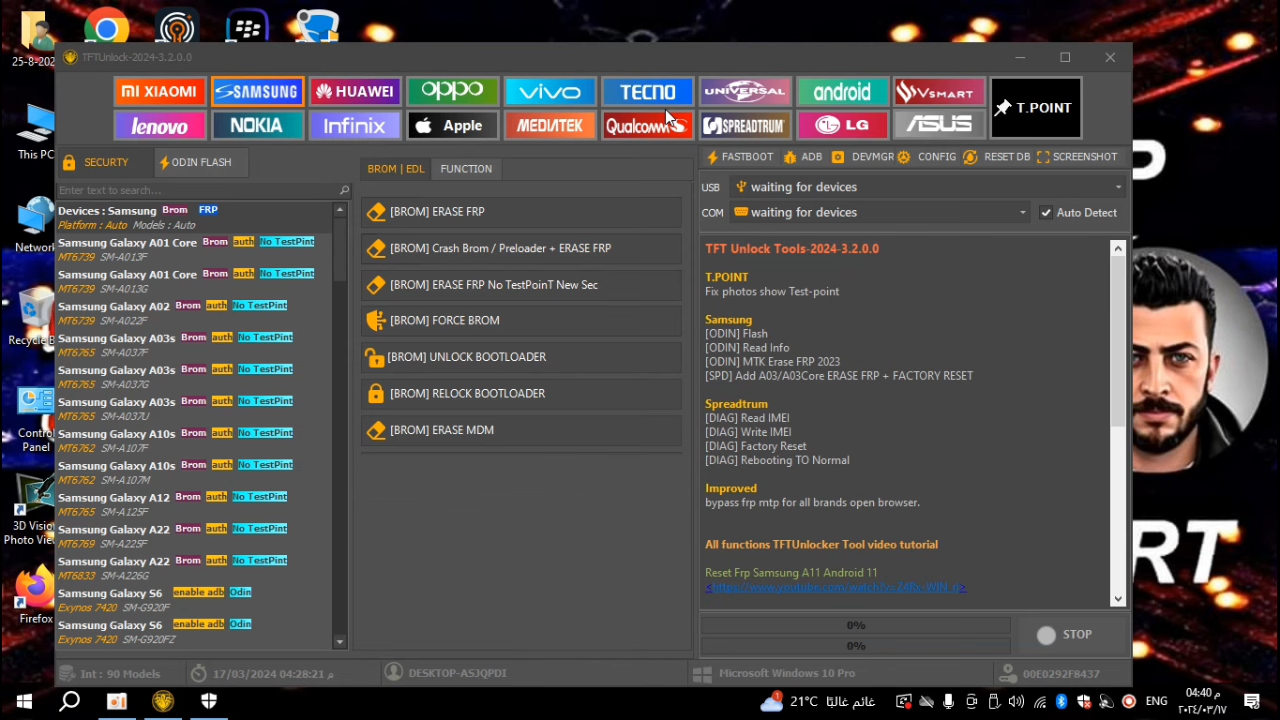 25-8-202
This PC
Network
Recycle B
Control
Panel
3D Vision
Photo Vie
Firefox
TFTUnlock-2024-3.2.0.0
MI XIAOMI
SAMSUNG
HUAWEI
oppo
vivo
TECNO
UNIVERSAL
android
VSMART
T.POINT
lenovo
NOKIA
Infinix
Apple
MEDIATEK
Qualcomm
SPREADTRUM
LG
ASUS
SECURTY
ODIN FLASH
Enter text to search...
Devices : Samsung Brom FRP
Platform : Auto Models : Auto
Samsung Galaxy A01 Core Brom auth No TestPint
MT6739 SM-A013F
Samsung Galaxy A01 Core Brom auth No TestPint
MT6739 SM-A013G
Samsung Galaxy A02 Brom auth No TestPint
MT6739 SM-A022F
Samsung Galaxy A03s Brom auth No TestPint
MT6765 SM-A037F
Samsung Galaxy A03s Brom auth No TestPint
MT6765 SM-A037G
Samsung Galaxy A03s Brom auth No TestPint
MT6765 SM-A037U
Samsung Galaxy A10s Brom auth No TestPint
MT6762 SM-A107F
Samsung Galaxy A10s Brom auth No TestPint
MT6762 SM-A107M
Samsung Galaxy A12 Brom auth No TestPint
MT6765 SM-A125F
Samsung Galaxy A22 Brom auth No TestPint
MT6769 SM-A225F
Samsung Galaxy A22 Brom auth No TestPint
MT6833 SM-A226G
Samsung Galaxy S6 enable adb Odin
Exynos 7420 SM-G920F
Samsung Galaxy S6 enable adb Odin
Exynos 7420 SM-G920FZ
BROM | EDL
FUNCTION
[BROM] ERASE FRP
[BROM] Crash Brom / Preloader + ERASE FRP
[BROM] ERASE FRP No TestPoinT New Sec
[BROM] FORCE BROM
[BROM] UNLOCK BOOTLOADER
[BROM] RELOCK BOOTLOADER
[BROM] ERASE MDM
FASTBOOT
ADB
DEVMGR
CONFIG
RESET DB
SCREENSHOT
USB waiting for devices
COM waiting for devices
Auto Detect
TFT Unlock Tools-2024-3.2.0.0
T.POINT
Fix photos show Test-point
Samsung
[ODIN] Flash
[ODIN] Read Info
[ODIN] MTK Erase FRP 2023
[SPD] Add A03/A03Core ERASE FRP + FACTORY RESET
Spreadtrum
[DIAG] Read IMEI
[DIAG] Write IMEI
[DIAG] Factory Reset
[DIAG] Rebooting TO Normal
Improved
bypass frp mtp for all brands open browser.
All functions TFTUnlocker Tool video tutorial
Reset Frp Samsung A11 Android 11
0%
0%
STOP
P
RT
Int : 90 Models
17/03/2024 04:28:21 م
DESKTOP-ASJQPDI
Microsoft Windows 10 Pro
00E0292F8437
21°C غائم غالبًا
ENG
04:40 م
٢٠٢٤/٠٣/١٧